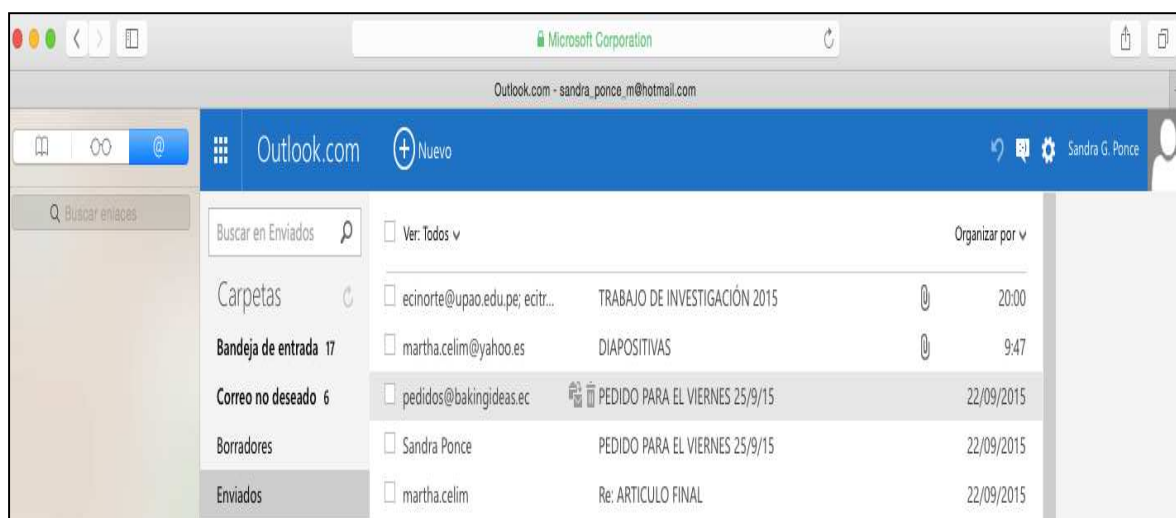 Microsoft Corporation
Outlook.com - sandra_ponce_m@hotmail.com
@
Outlook.com
Nuevo
Sandra G. Ponce
Buscar enlaces
Buscar en Enviados
Ver: Todos
Organizar por
Carpetas
ecinorte@upao.edu.pe; ecitr... TRABAJO DE INVESTIGACIÓN 2015 20:00
Bandeja de entrada 17
martha.celim@yahoo.es DIAPOSITIVAS 9:47
Correo no deseado 6
pedidos@bakingideas.ec PEDIDO PARA EL VIERNES 25/9/15 22/09/2015
Borradores
Sandra Ponce PEDIDO PARA EL VIERNES 25/9/15 22/09/2015
Enviados
martha.celim Re: ARTICULO FINAL 22/09/2015